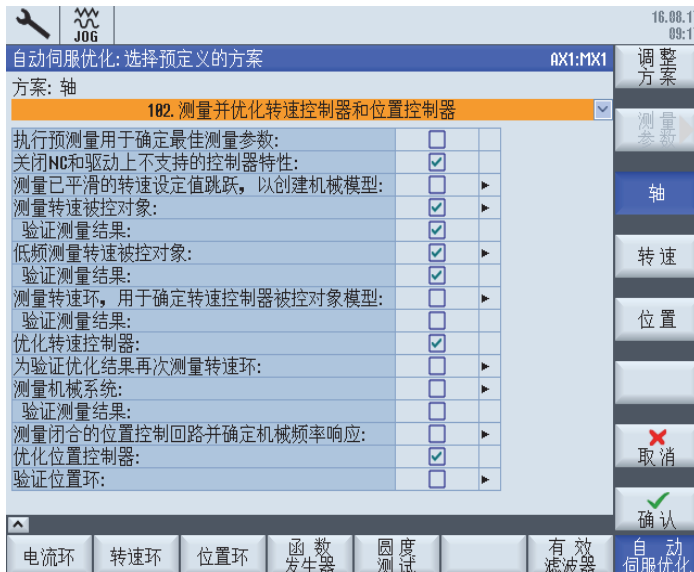 JOG
16.08.1
09:1
自动伺服优化:选择预定义的方案
AX1:MX1
方案: 轴
102. 测量并优化转速控制器和位置控制器
执行预测量用于确定最佳测量参数:
关闭NC和驱动上不支持的控制器特性:
测量已平滑的转速设定值跳跃，以创建机械模型:
测量转速被控对象:
验证测量结果:
低频测量转速被控对象:
验证测量结果:
测量转速环，用于确定转速控制器被控对象模型:
验证测量结果:
优化转速控制器:
为验证优化结果再次测量转速环:
测量机械系统:
验证测量结果:
测量闭合的位置控制回路并确定机械频率响应:
优化位置控制器:
验证位置环:
调整
方案
测量
参数
轴
转速
位置
取消
确认
电流环
转速环
位置环
函数
发生器
圆度
测试
有效
滤波器
自动
伺服优化